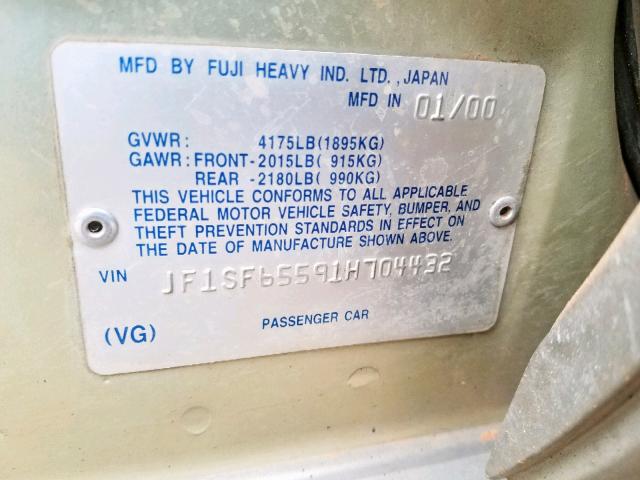 MFD BY FUJI HEAVY IND. LTD., JAPAN
MFD IN 01/00
GVWR: 4175LB(1895KG)
GAWR: FRONT-2015LB( 915KG)
REAR -2180LB( 990KG)
THIS VEHICLE CONFORMS TO ALL APPLICABLE
FEDERAL MOTOR VEHICLE SAFETY, BUMPER, AND
THEFT PREVENTION STANDARDS IN EFFECT ON
THE DATE OF MANUFACTURE SHOWN ABOVE.
VIN JF1SF65591H704432
(VG) PASSENGER CAR